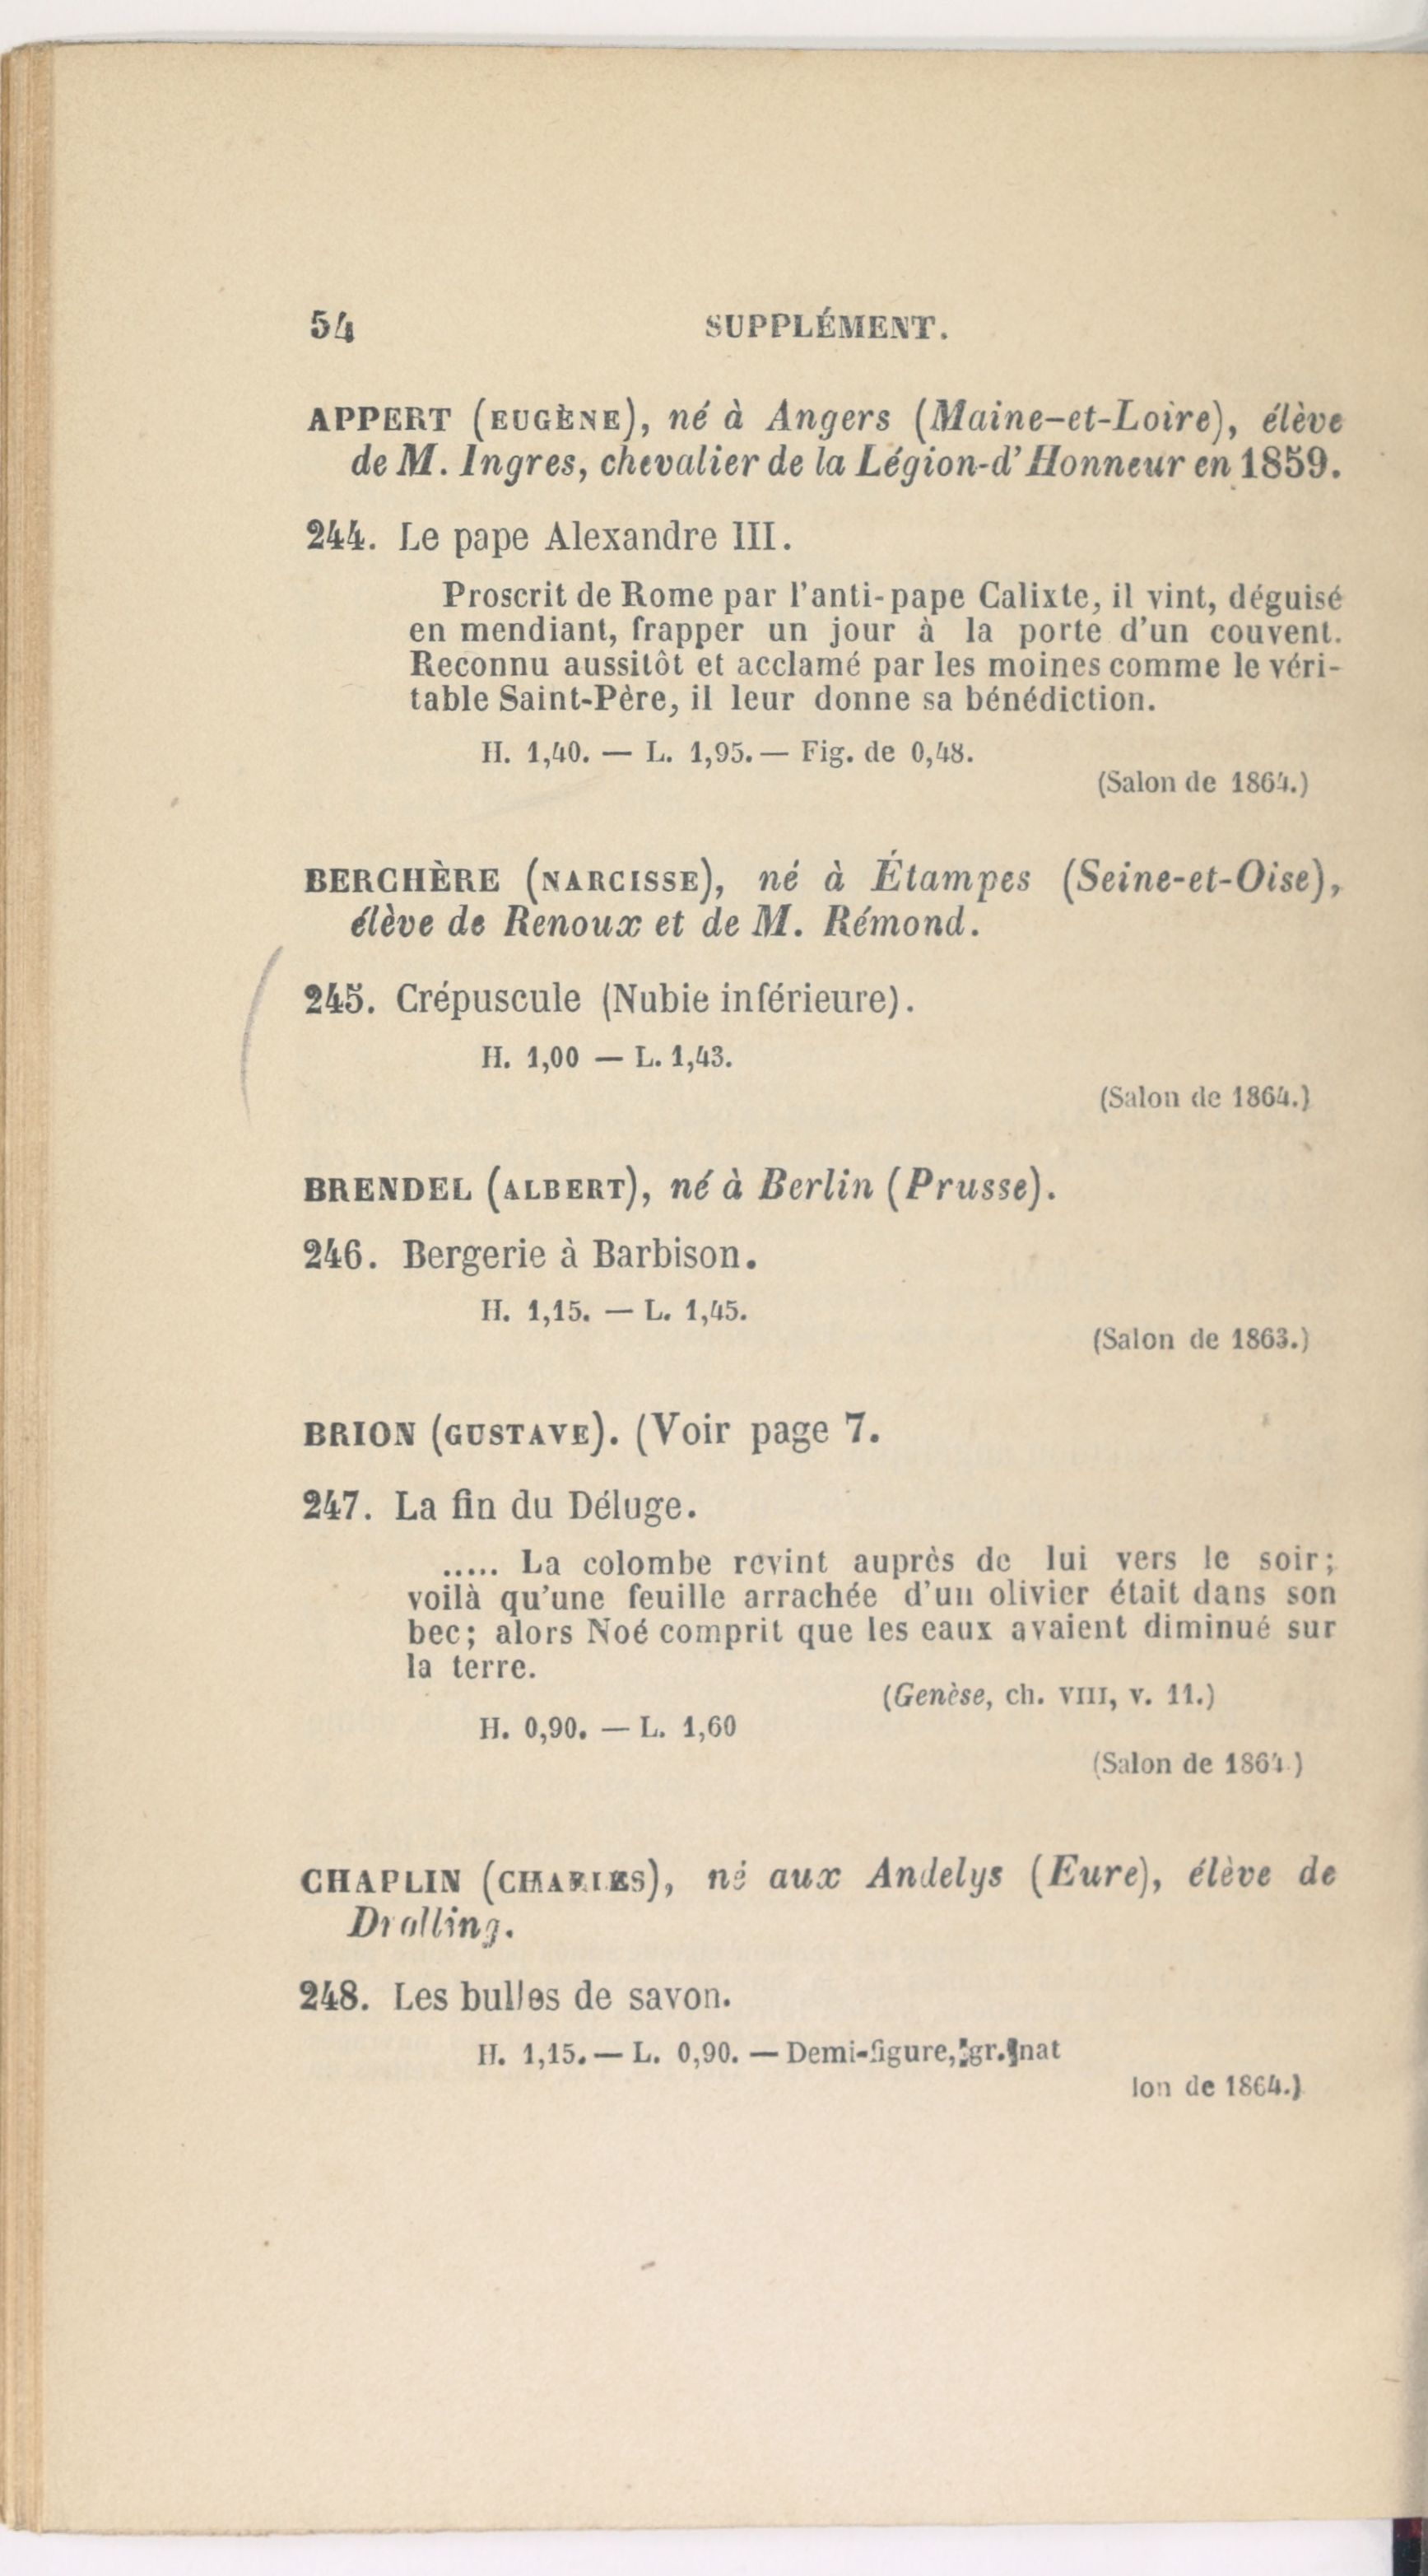 54 SUPPLÉMENT.
APPERT (EUGÈNE), né à Angers (Maine-et-Loire), élève
de M. Ingres, chevalier de la Légion-d'Honneur en 1859.
244. Le pape Alexandre III.
Proscrit de Rome par l'anti-pape Calixte, il vint, déguisé
en mendiant, frapper un jour à la porte d'un couvent.
Reconnu aussitôt et acclamé par les moines comme le véri-
table Saint-Père, il leur donne sa bénédiction.
H. 1,40. — L. 1,95. — Fig. de 0,48.
(Salon de 1864.)
BERCHÈRE (NARCISSE), né à Étampes (Seine-et-Oise),
élève de Renoux et de M. Rémond.
245. Crépuscule (Nubie inférieure).
H. 1,00 — L. 1,43.
(Salon de 1864.)
BRENDEL (ALBERT), né à Berlin (Prusse).
246. Bergerie à Barbison.
H. 1,15. — L. 1,45.
(Salon de 1863.)
BRION (GUSTAVE). (Voir page 7.
247. La fin du Déluge.
..... La colombe revint auprès de lui vers le soir;
voilà qu'une feuille arrachée d'un olivier était dans son
bec; alors Noé comprit que les eaux avaient diminué sur
la terre.
(Genèse, ch. VIII, v. 11.)
H. 0,90. — L. 1,60
(Salon de 1864.)
CHAPLIN (CHARLES), né aux Andelys (Eure), élève de
Drolling.
248. Les bulles de savon.
H. 1,15. — L. 0,90. — Demi-figure, gr. nat
lon de 1864.)